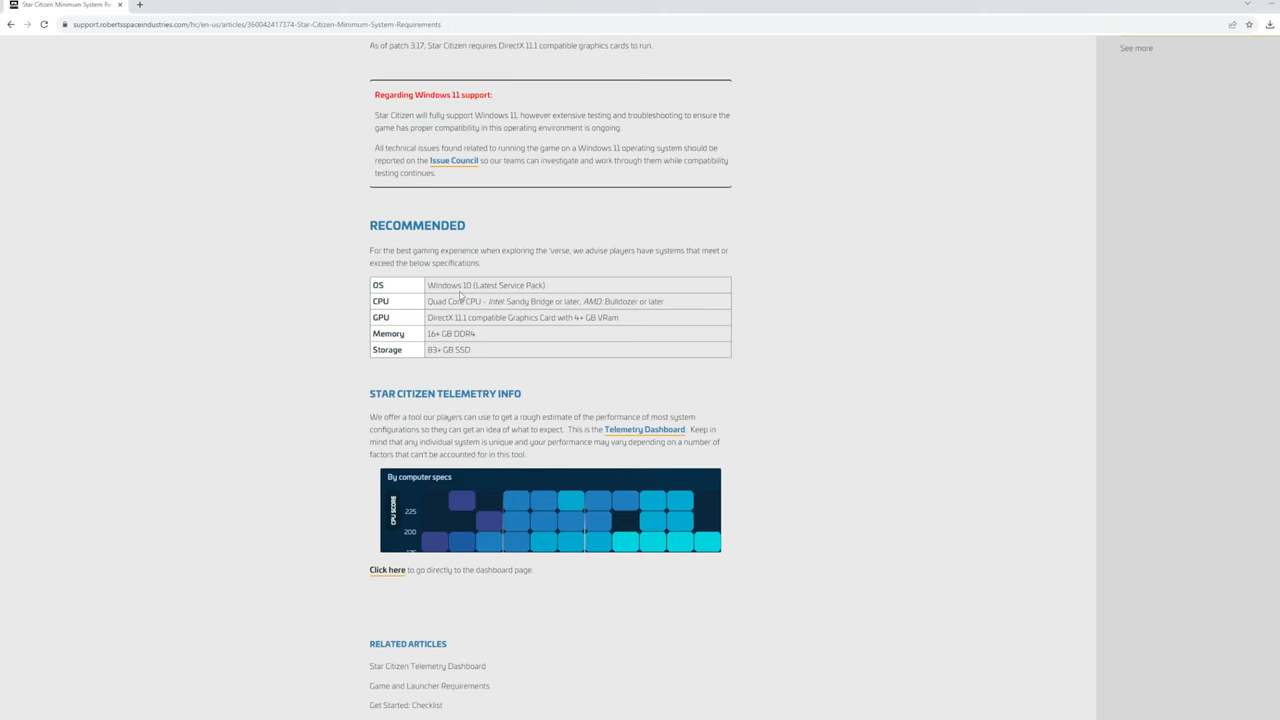 Star Citizen Minimum System Re
support.robertsspaceindustries.com/hc/en-us/articles/360042417374-Star-Citizen-Minimum-System-Requirements
As of patch 3.17, Star Citizen requires DirectX 11.1 compatible graphics cards to run.
See more
Regarding Windows 11 support:
Star Citizen will fully support Windows 11, however extensive testing and troubleshooting to ensure the
game has proper compatibility in this operating environment is ongoing.
All technical issues found related to running the game on a Windows 11 operating system should be
reported on the Issue Council so our teams can investigate and work through them while compatibility
testing continues.
RECOMMENDED
For the best gaming experience when exploring the 'verse, we advise players have systems that meet or
exceed the below specifications:
OS Windows 10 (Latest Service Pack)
CPU Quad Core CPU - Intel: Sandy Bridge or later, AMD: Bulldozer or later
GPU DirectX 11.1 compatible Graphics Card with 4+ GB VRam
Memory 16+ GB DDR4
Storage 83+ GB SSD
STAR CITIZEN TELEMETRY INFO
We offer a tool our players can use to get a rough estimate of the performance of most system
configurations so they can get an idea of what to expect. This is the Telemetry Dashboard. Keep in
mind that any individual system is unique and your performance may vary depending on a number of
factors that can't be accounted for in this tool.
By computer specs
CPU SCORE
225
200
Click here to go directly to the dashboard page.
RELATED ARTICLES
Star Citizen Telemetry Dashboard
Game and Launcher Requirements
Get Started: Checklist